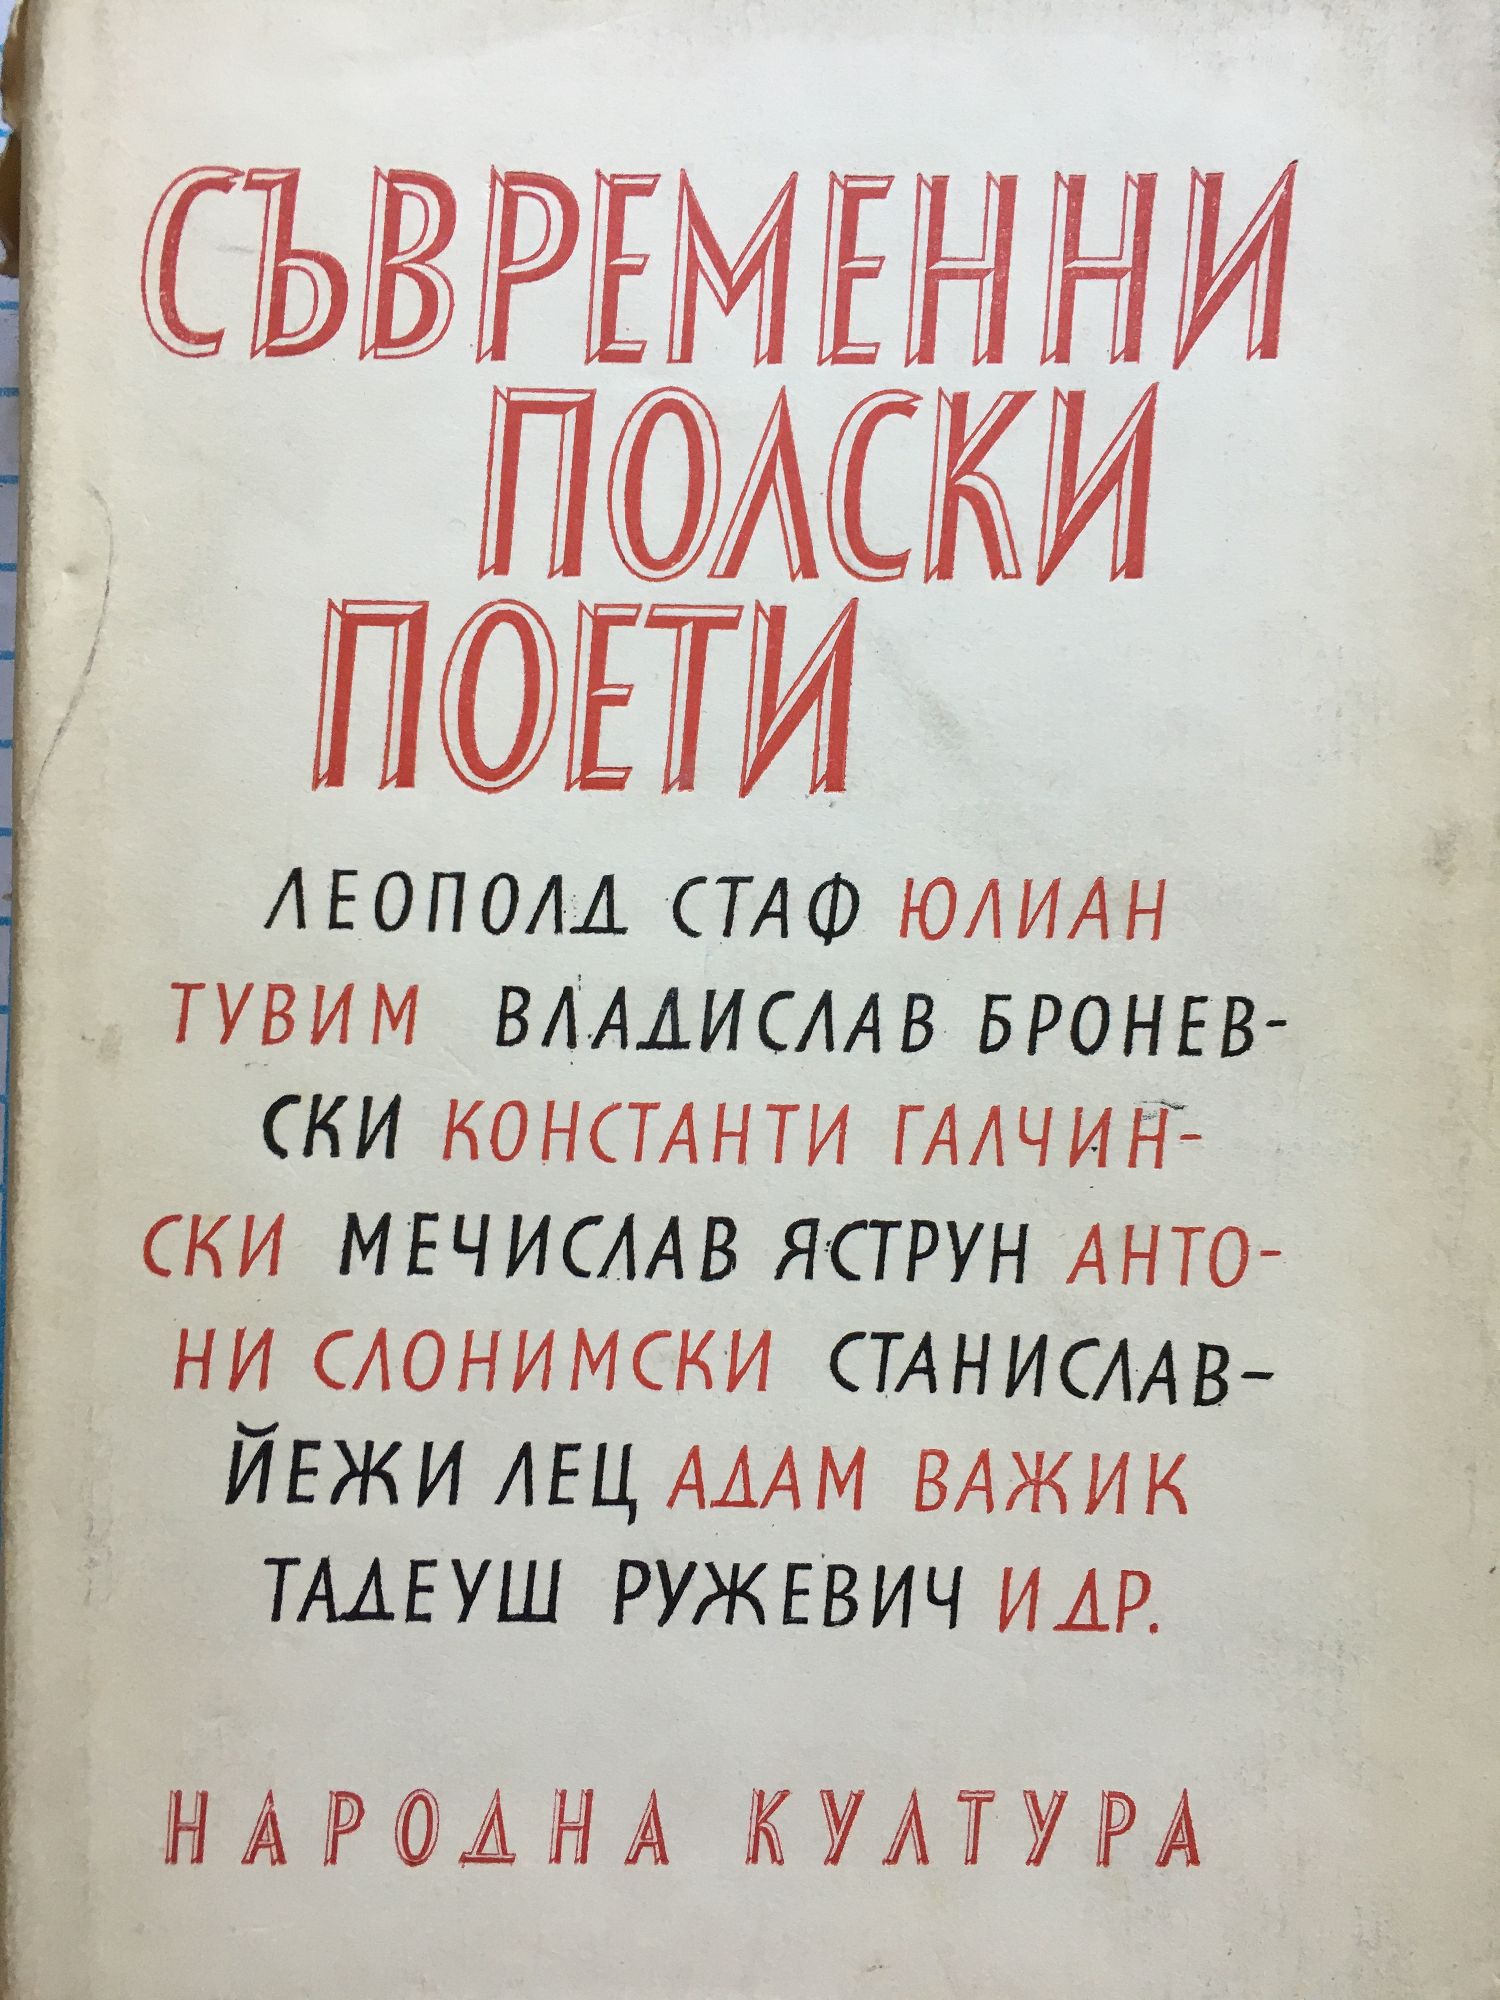 СЪВРЕМЕННИ
ПОЛСКИ
ПОЕТИ
ЛЕОПОЛД СТАФ ЮЛИАН
ТУВИМ ВЛАДИСЛАВ БРОНЕВ-
СКИ КОНСТАНТИ ГАЛЧИН-
СКИ МЕЧИСЛАВ ЯСТРУН АНТО-
НИ СЛОНИМСКИ СТАНИСЛАВ-
ЙЕЖИ ЛЕЦ АДАМ ВАЖИК
ТАДЕУШ РУЖЕВИЧ И ДР.
НАРОДНА КУЛТУРА